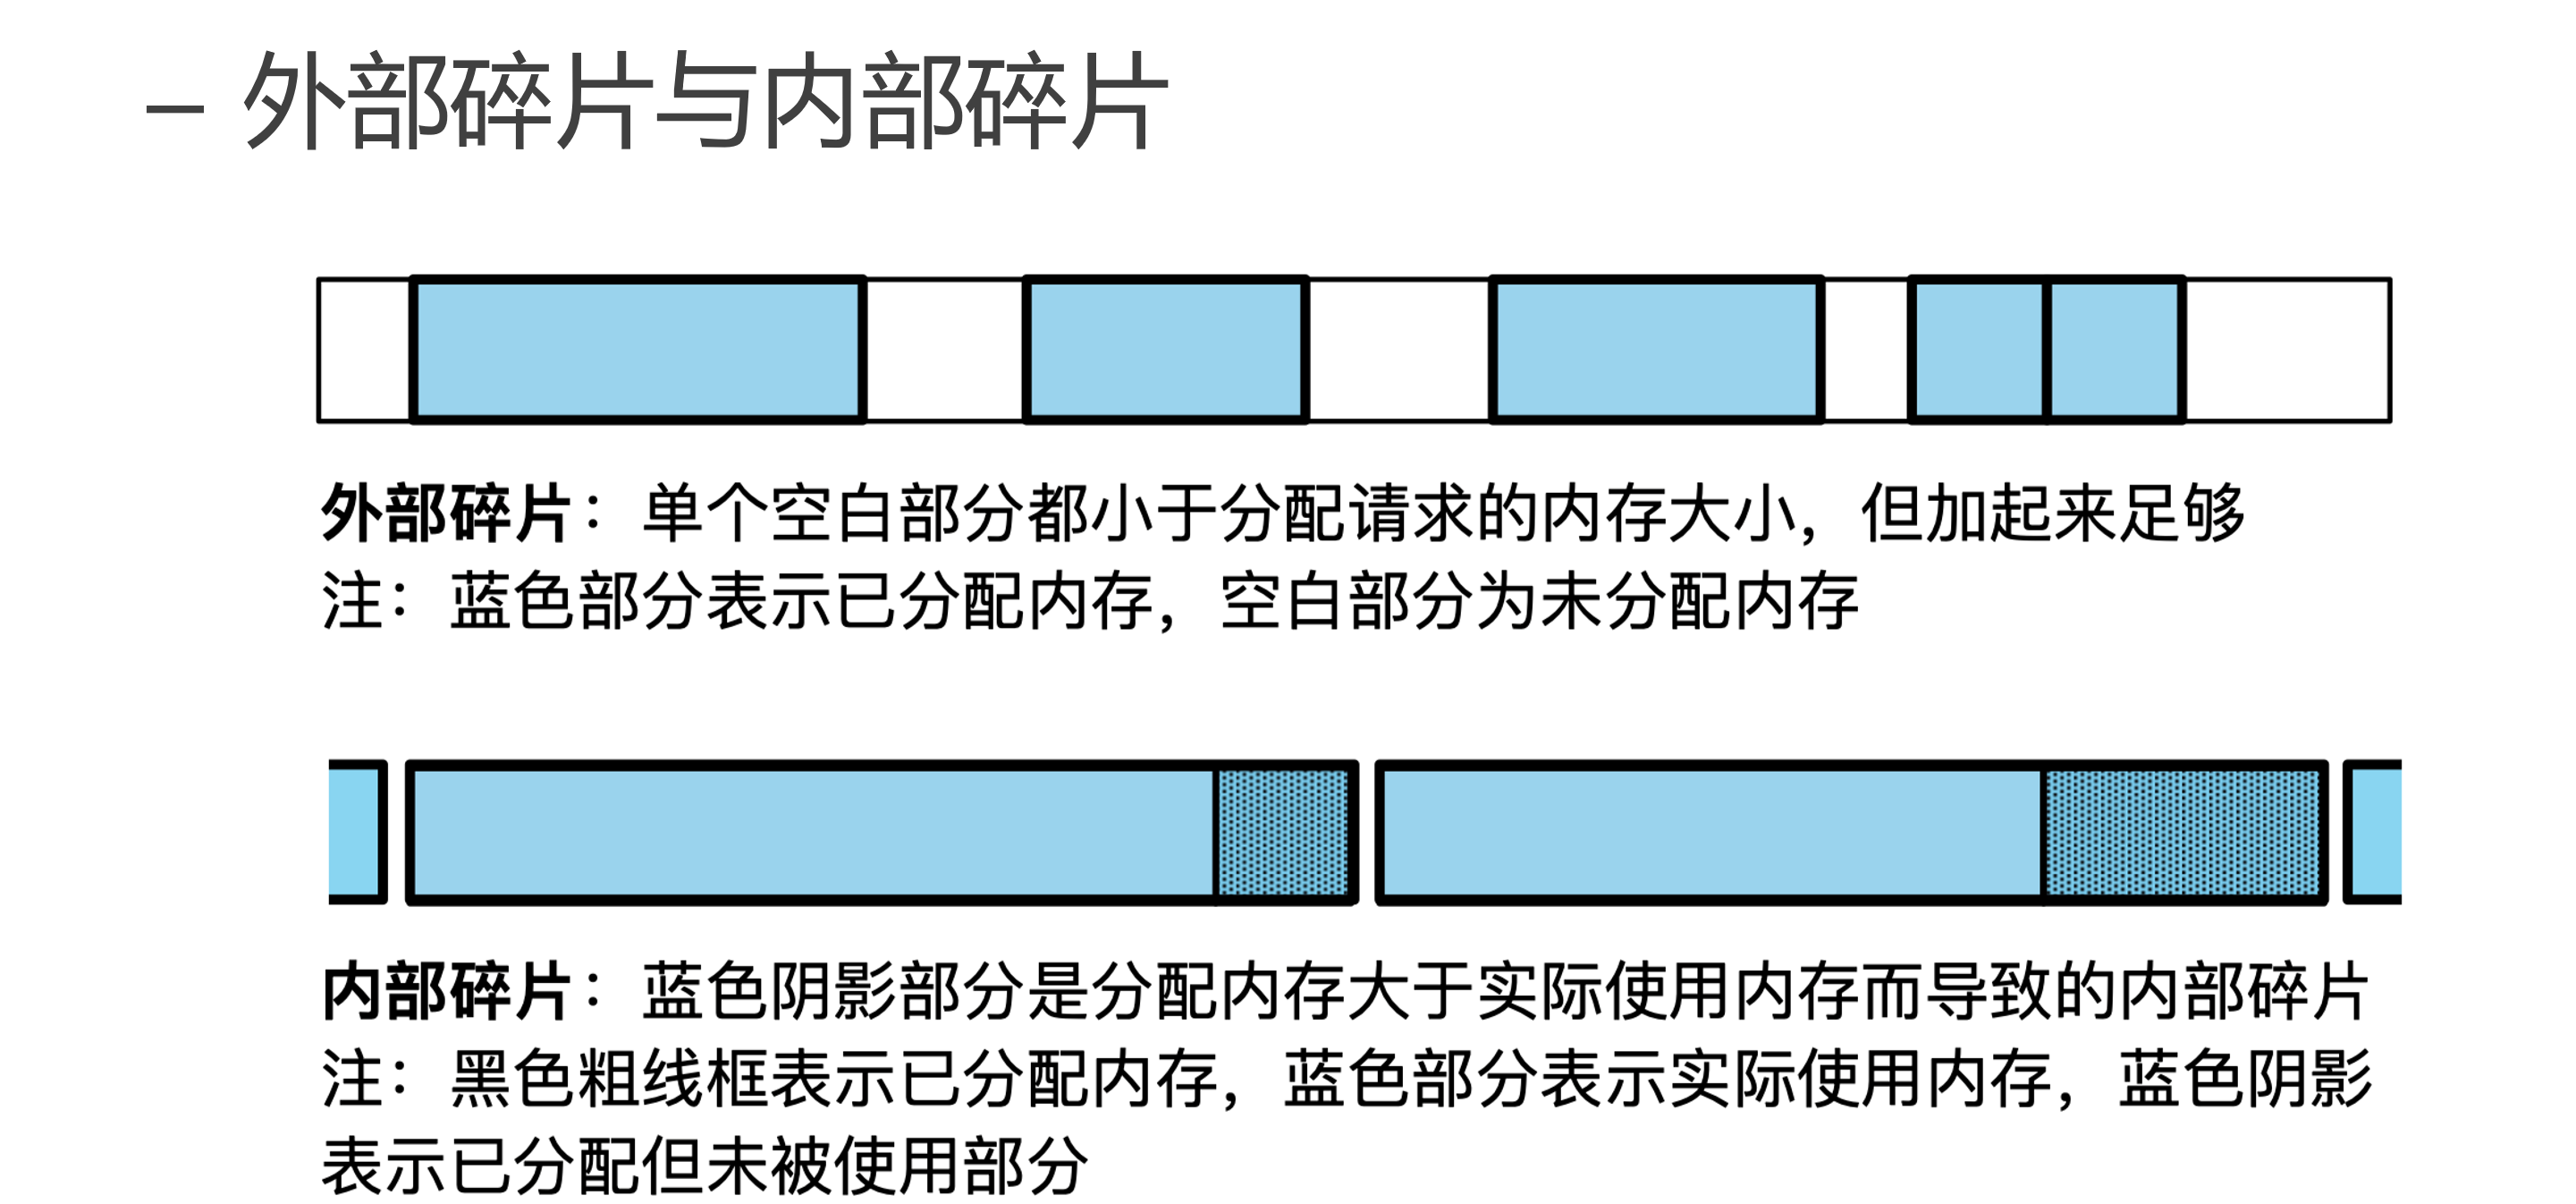 – 外部碎片与内部碎片
外部碎片：单个空白部分都小于分配请求的内存大小，但加起来足够
注：蓝色部分表示已分配内存，空白部分为未分配内存
内部碎片：蓝色阴影部分是分配内存大于实际使用内存而导致的内部碎片
注：黑色粗线框表示已分配内存，蓝色部分表示实际使用内存，蓝色阴影
表示已分配但未被使用部分